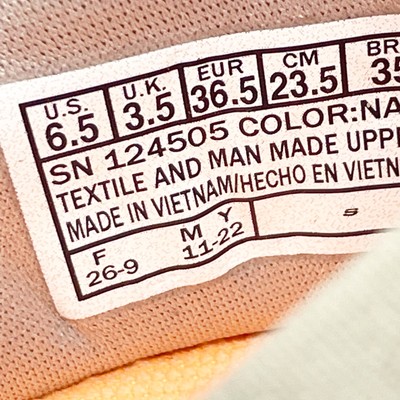 U.S. U.K. EUR CM BR
6.5 3.5 36.5 23.5 35
SN 124505 COLOR:NA
TEXTILE AND MAN MADE UPP
MADE IN VIETNAM/HECHO EN VIETN
F M Y S
26-9 11-22